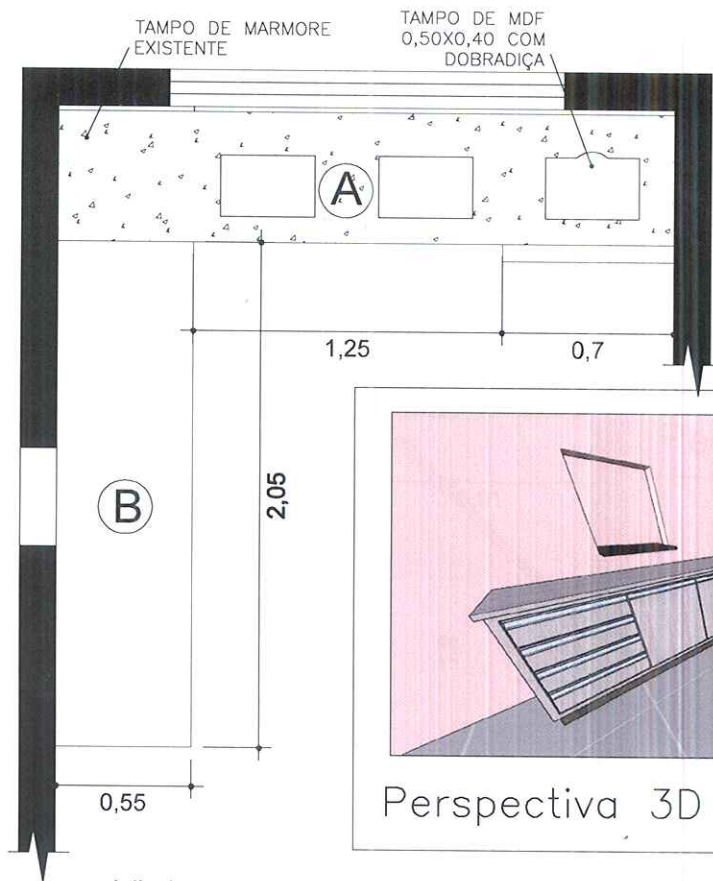 TAMPO DE MARMORE
EXISTENTE
TAMPO DE MDF
0,50X0,40 COM
DOBRADIÇA
A
1,25
0,7
2,05
B
0,55
Perspectiva 3D